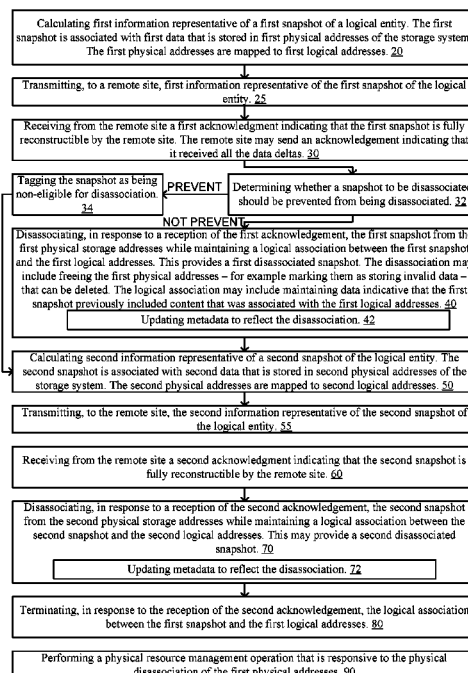 Calculating first information representative of a first snapshot of a logical entity. The first
snapshot is associated with first data that is stored in first physical addresses of the storage system.
The first physical addresses are mapped to first logical addresses. 20
Transmitting, to a remote site, first information representative of the first snapshot of the logical
entity. 25
Receiving from the remote site a first acknowledgment indicating that the first snapshot is fully
reconstructible by the remote site. The remote site may send an acknowledgement indicating that
it received all the data deltas. 30
Tagging the snapshot as being
non-eligible for disassociation.
34
PREVENT
Determining whether a snapshot to be disassociated
should be prevented from being disassociated. 32
NOT PREVENT
Disassociating, in response to a reception of the first acknowledgment, the first snapshot from the
first physical storage addresses while maintaining a logical association between the first snapshot
and the first logical addresses. This provides a first disassociated snapshot. The disassociation may
include freeing the first physical addresses – for example marking them as storing invalid data –
that can be deleted. The logical association may include maintaining data indicative that the first
snapshot previously included content that was associated with the first logical addresses. 40
Updating metadata to reflect the disassociation. 42
Calculating second information representative of a second snapshot of the logical entity. The
second snapshot is associated with second data that is stored in second physical addresses of the
storage system. The second physical addresses are mapped to second logical addresses. 50
Transmitting, to the remote site, the second information representative of the second snapshot of
the logical entity. 55
Receiving from the remote site a second acknowledgment indicating that the second snapshot is
fully reconstructible by the remote site. 60
Disassociating, in response to a reception of the second acknowledgement, the second snapshot
from the second physical storage addresses while maintaining a logical association between the
second snapshot and the second logical addresses. This may provide a second disassociated
snapshot. 70
Updating metadata to reflect the disassociation. 72
Terminating, in response to the reception of the second acknowledgement, the logical association
between the first snapshot and the first logical addresses. 80
Performing a physical resource management operation that is responsive to the physical
disassociation of the first physical addresses. 90